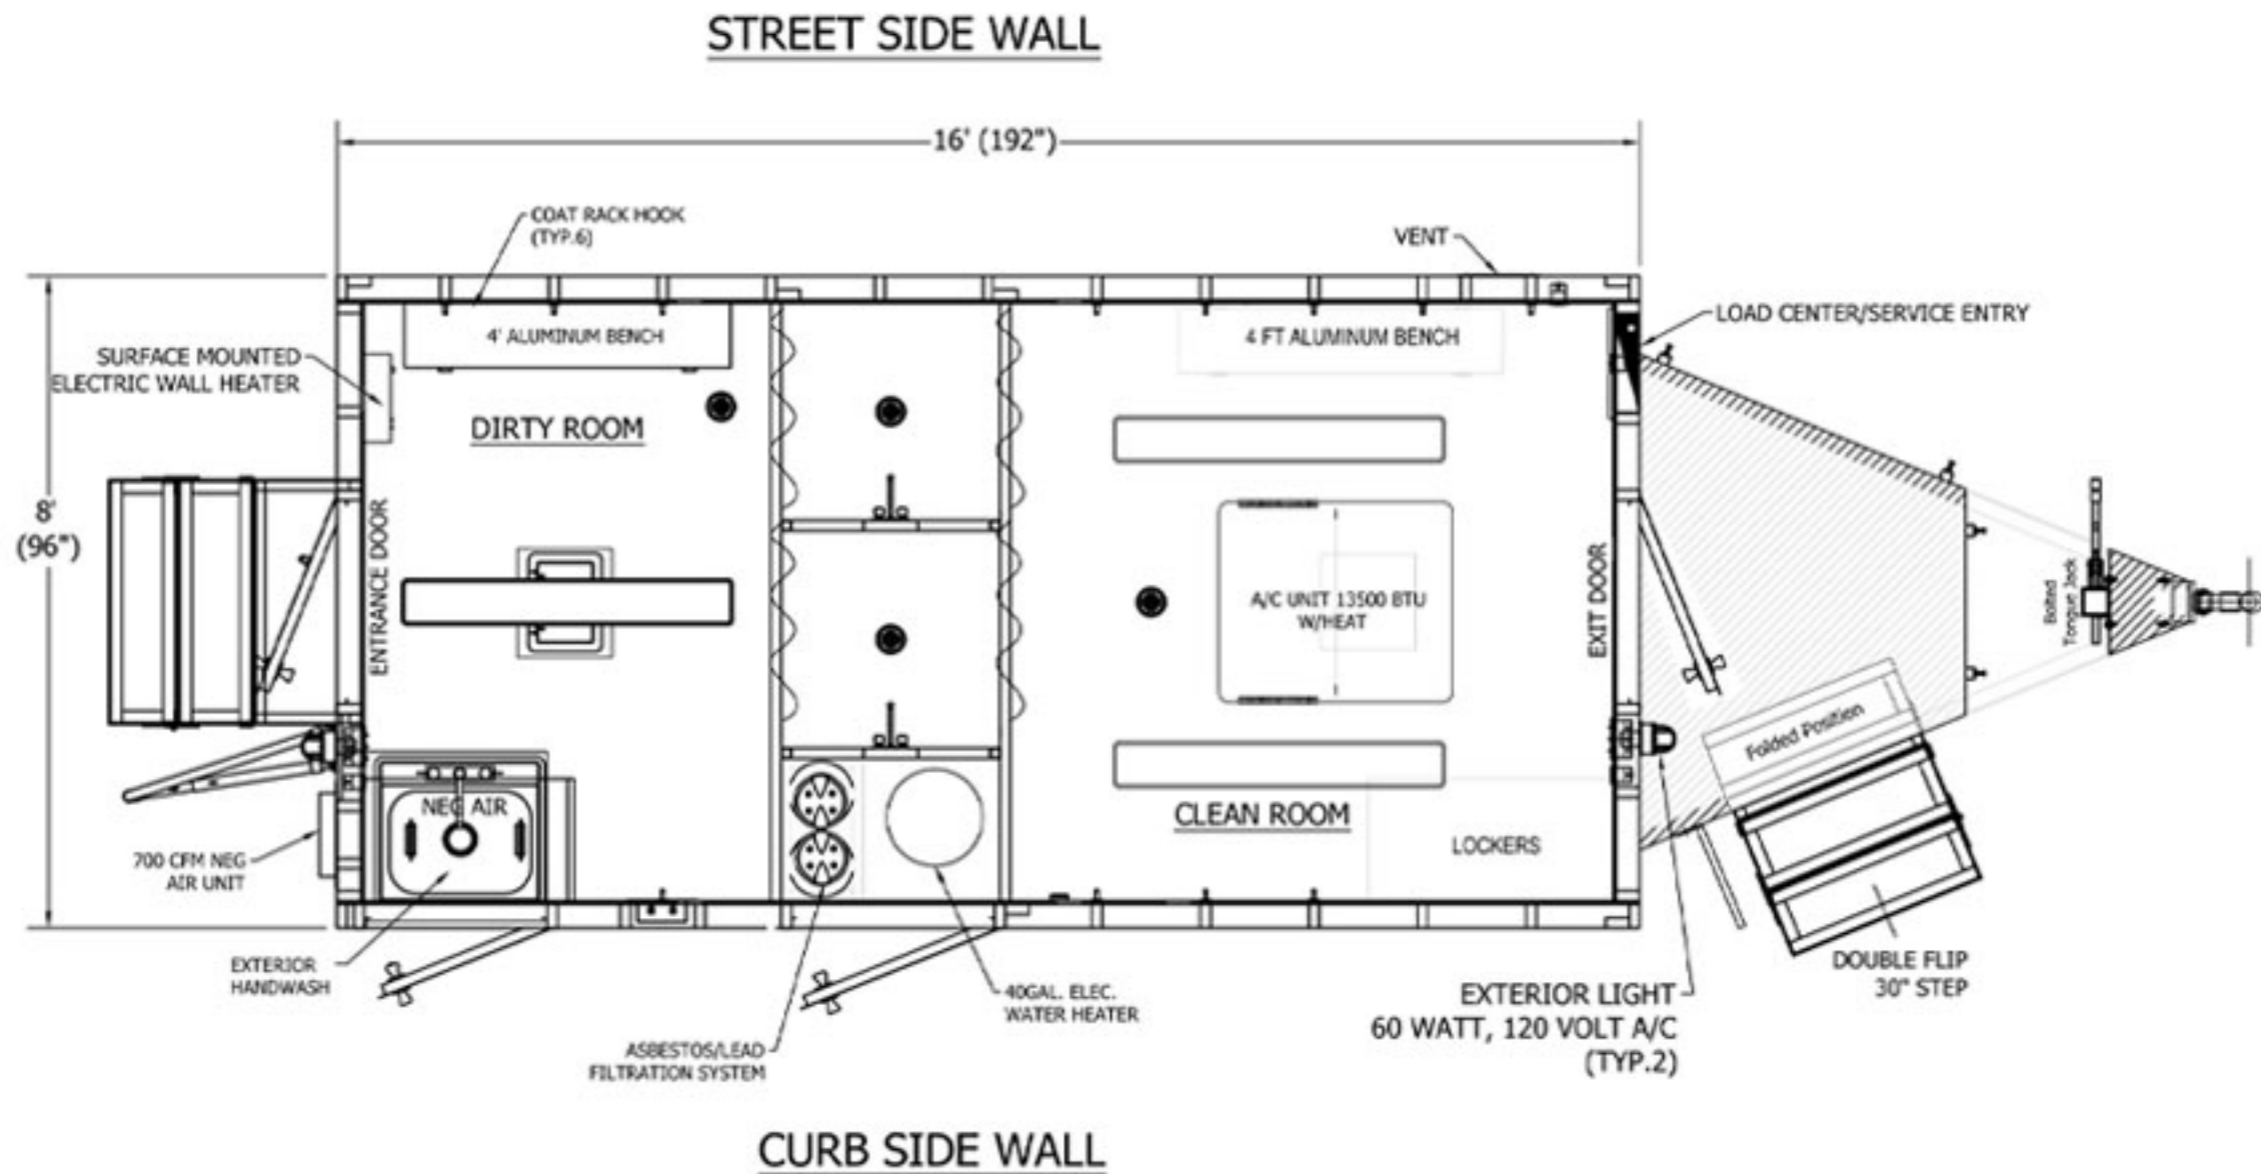 STREET SIDE WALL
16' (192")
COAT RACK HOOK
(TYP.6)
VENT
4' ALUMINUM BENCH
4 FT ALUMINUM BENCH
LOAD CENTER/SERVICE ENTRY
SURFACE MOUNTED
ELECTRIC WALL HEATER
DIRTY ROOM
8'
(96")
ENTRANCE DOOR
A/C UNIT 13500 BTU
W/HEAT
EXIT DOOR
Bolted
Tongue Jack
Folded Position
NEG AIR
CLEAN ROOM
LOCKERS
700 CFM NEG
AIR UNIT
EXTERIOR
HANDWASH
40GAL. ELEC.
WATER HEATER
ASBESTOS/LEAD
FILTRATION SYSTEM
EXTERIOR LIGHT
60 WATT, 120 VOLT A/C
(TYP.2)
DOUBLE FLIP
30" STEP
CURB SIDE WALL